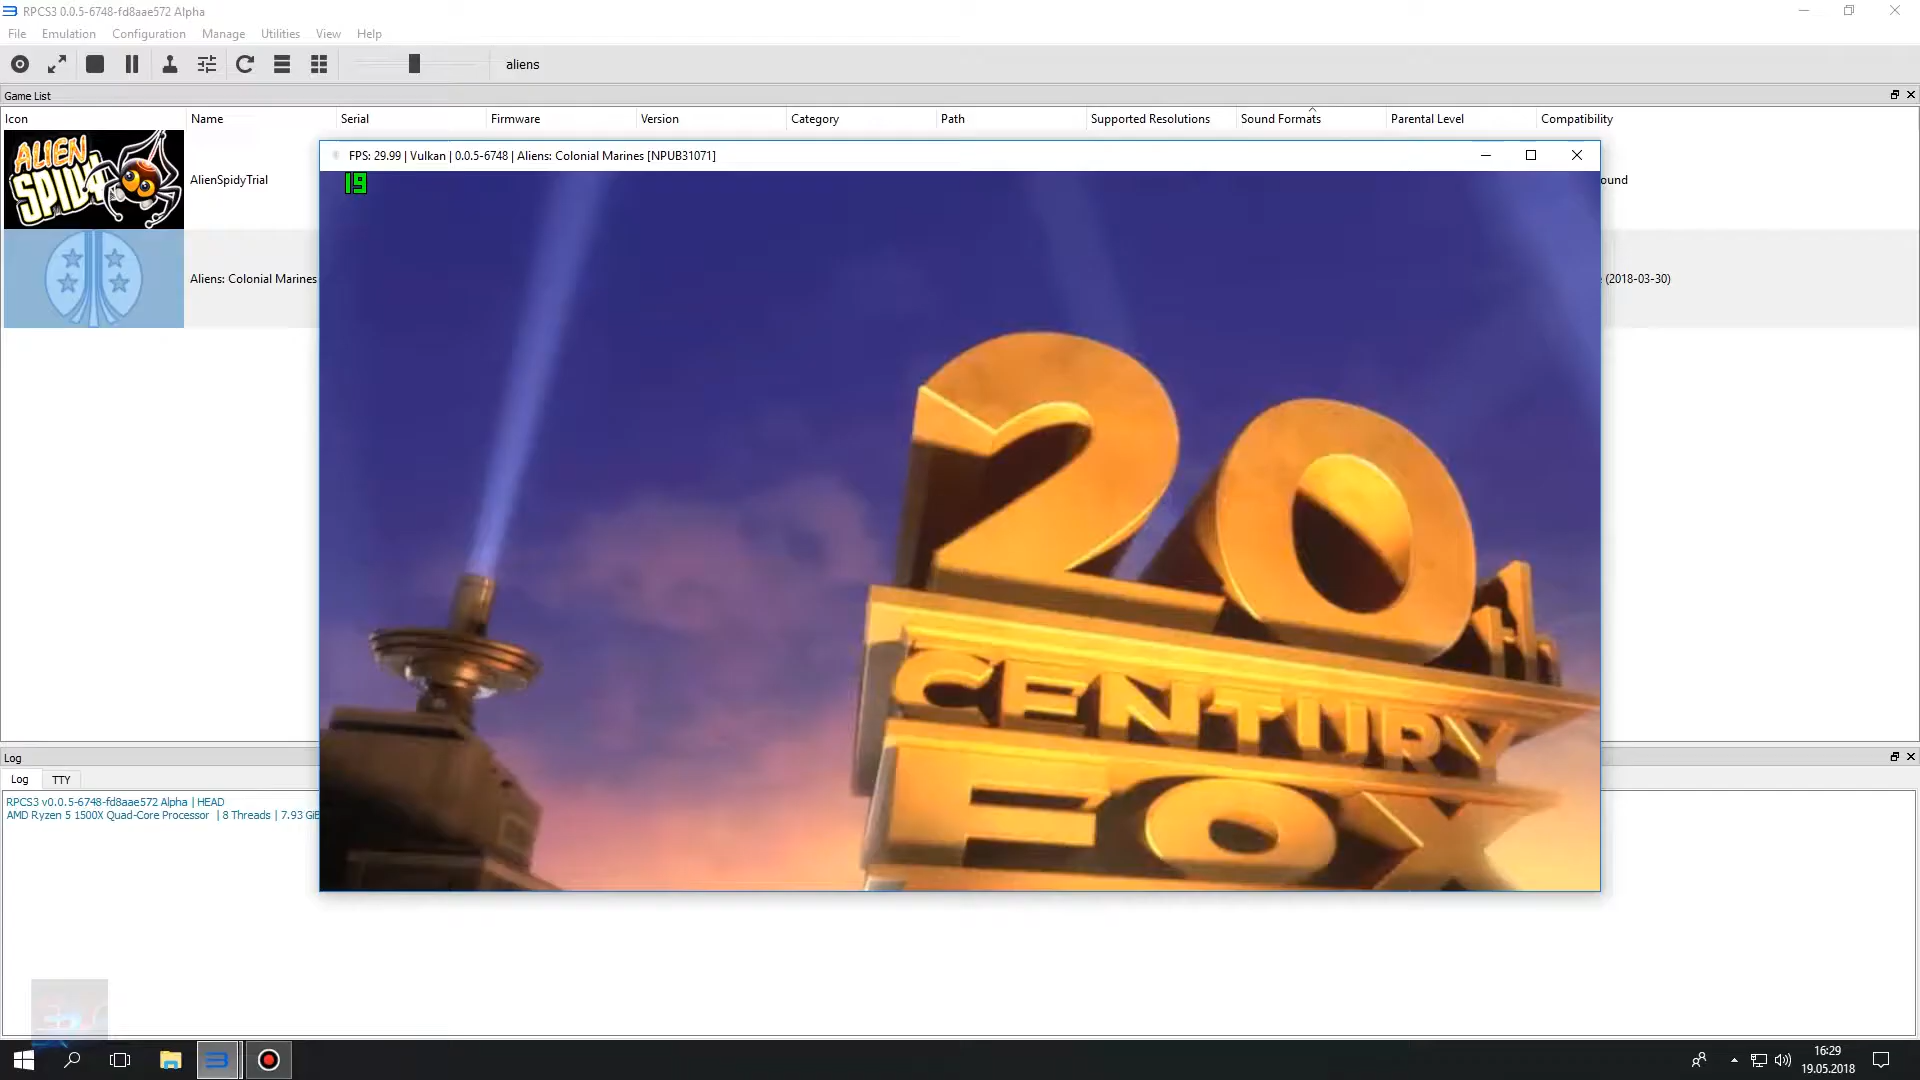 RPCS3 0.0.5-6748-fd8aae572 Alpha
File Emulation Configuration Manage Utilities View Help
aliens
Game List
Icon Name Serial Firmware Version Category Path Supported Resolutions Sound Formats Parental Level Compatibility
FPS: 29.99 | Vulkan | 0.0.5-6748 | Aliens: Colonial Marines [NPUB31071]
19
ALIEN
SPIDY
AlienSpidyTrial
ound
Aliens: Colonial Marines
(2018-03-30)
20th
CENTURY
FOX
Log
Log TTY
RPCS3 v0.0.5-6748-fd8aae572 Alpha | HEAD
AMD Ryzen 5 1500X Quad-Core Processor | 8 Threads | 7.93 GiB
16:29
19.05.2018